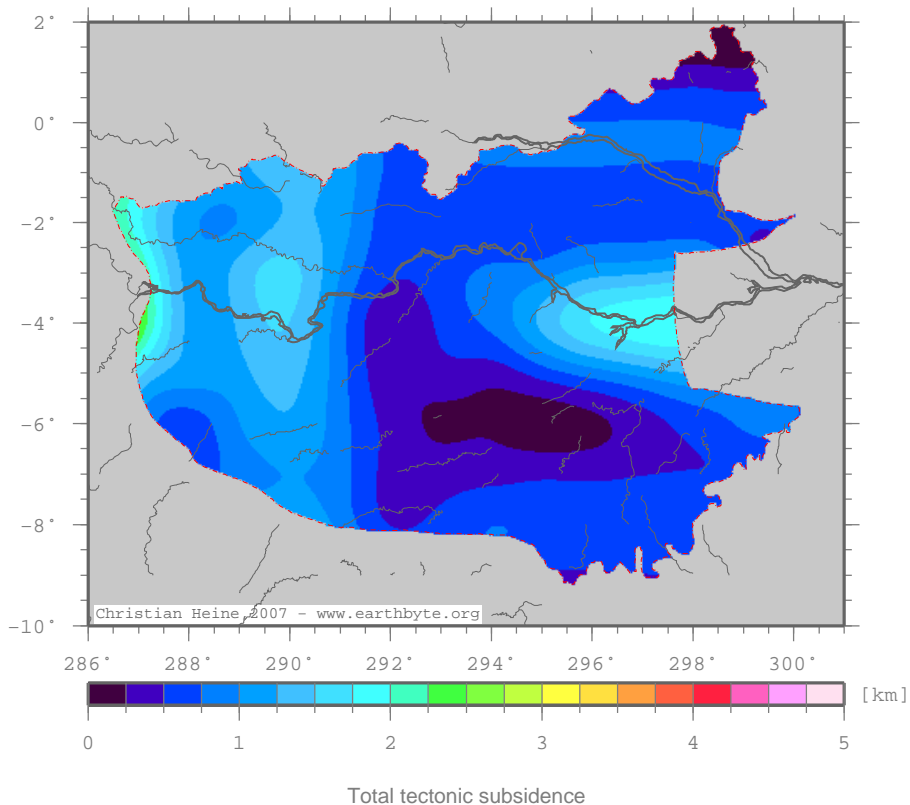 2°
0°
−2°
−4°
−6°
−8°
−10°
Christian Heine 2007 − www.earthbyte.org
286° 288° 290° 292° 294° 296° 298° 300°
[km]
0 1 2 3 4 5
Total tectonic subsidence